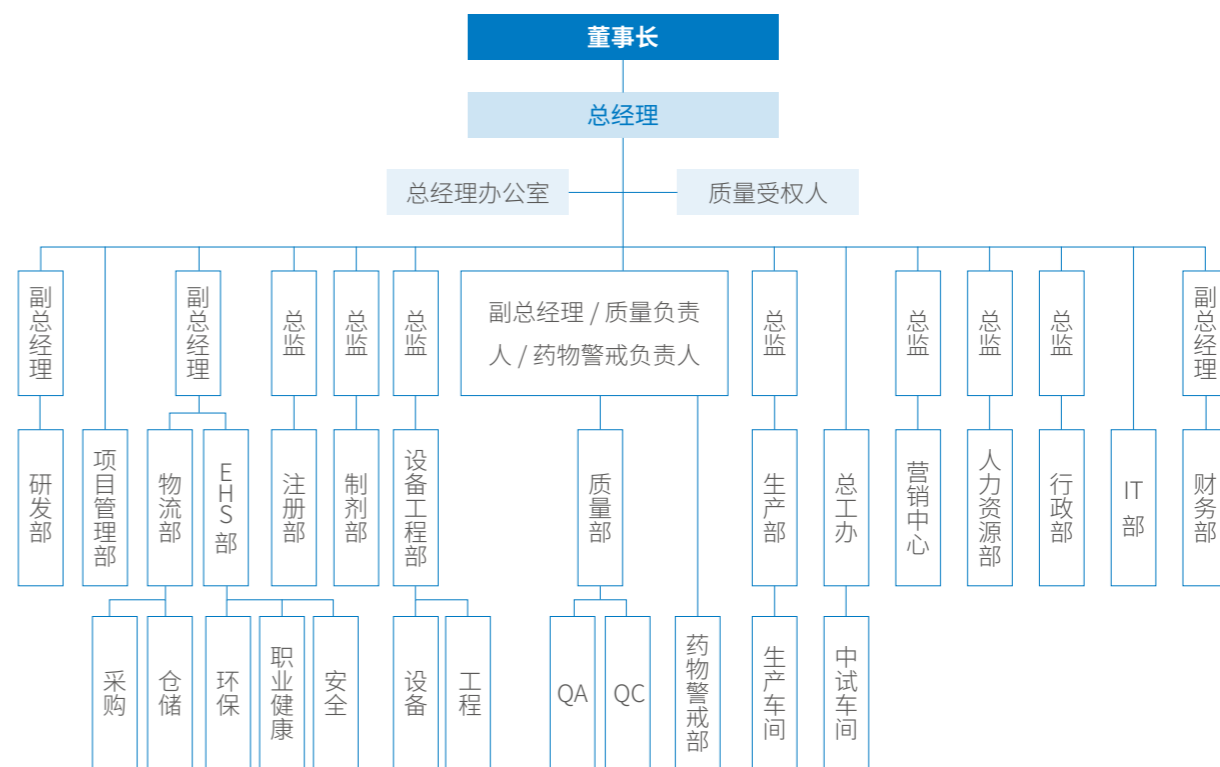 董事长
总经理
总经理办公室
质量受权人
副总经理
副总经理
总监
总监
总监
副总经理 / 质量负责
人 / 药物警戒负责人
总监
总监
总监
总监
副总经理
研发部
项目管理部
物流部
EHS部
注册部
制剂部
设备工程部
质量部
生产部
总工办
营销中心
人力资源部
行政部
IT部
财务部
采购
仓储
环保
职业健康
安全
设备
工程
QA
QC
药物警戒部
生产车间
中试车间